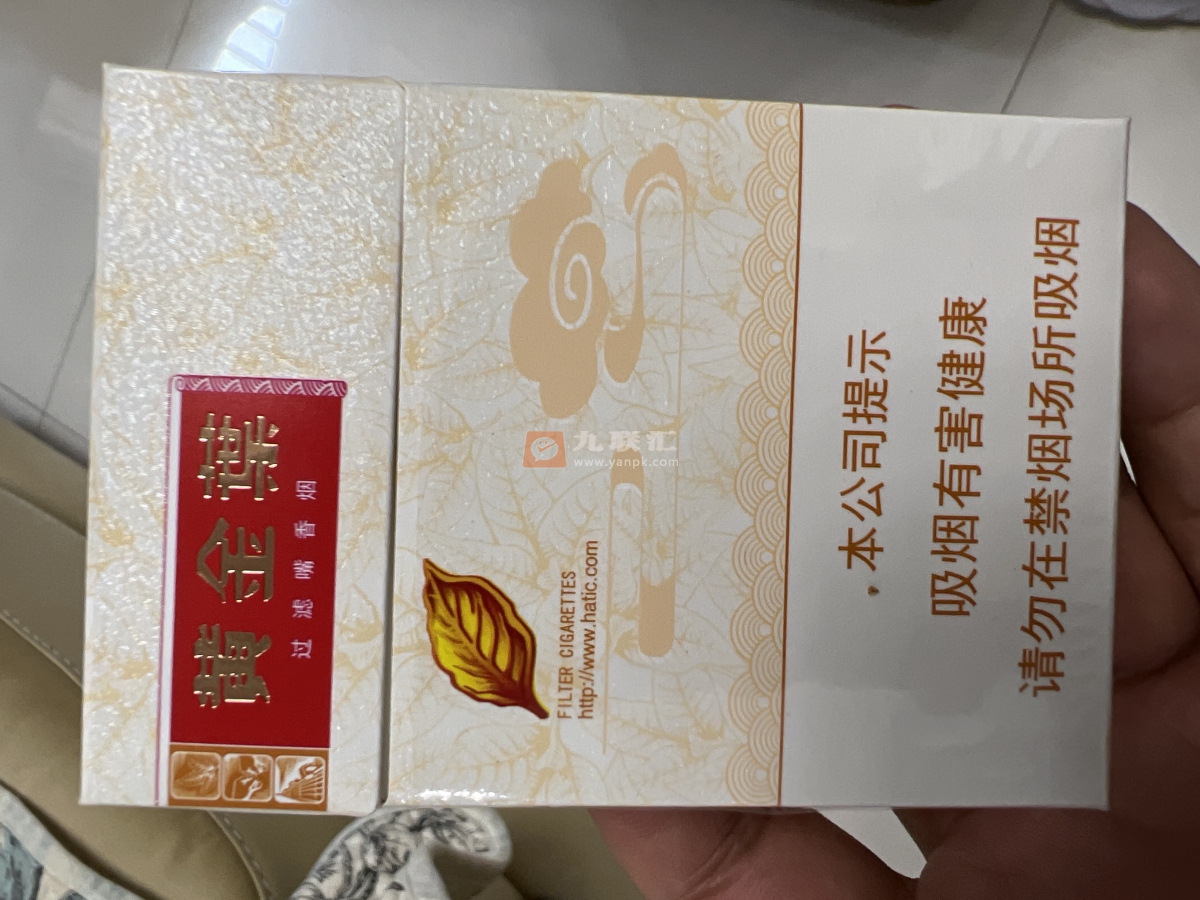 黄金葉
过滤嘴香烟
FILTER CIGARETTES
http://www.hatic.com
九联汇
www.yanpk.com
本公司提示
吸烟有害健康
请勿在禁烟场所吸烟